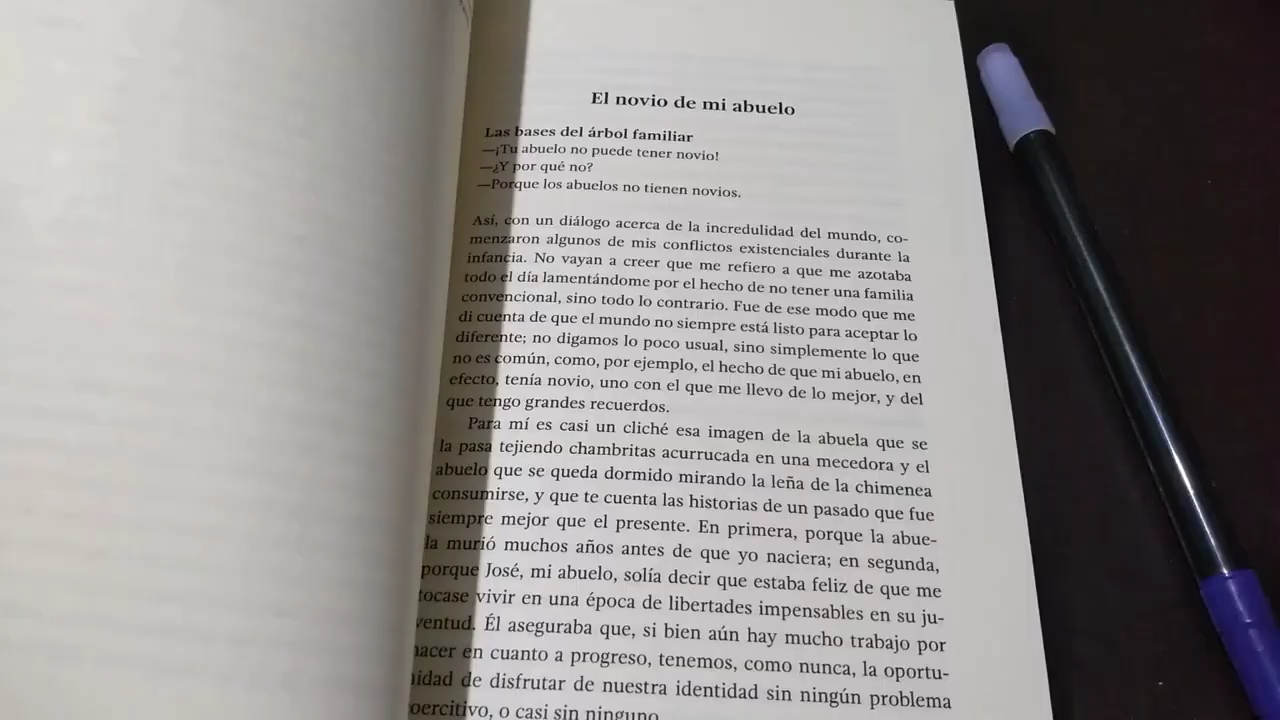 El novio de mi abuelo
Las bases del árbol familiar
—¡Tu abuelo no puede tener novio!
—¿Y por qué no?
—Porque los abuelos no tienen novios.
Así, con un diálogo acerca de la incredulidad del mundo, co-
menzaron algunos de mis conflictos existenciales durante la
infancia. No vayan a creer que me refiero a que me azotaba
todo el día lamentándome por el hecho de no tener una familia
convencional, sino todo lo contrario. Fue de ese modo que me
di cuenta de que el mundo no siempre está listo para aceptar lo
diferente; no digamos lo poco usual, sino simplemente lo que
no es común, como, por ejemplo, el hecho de que mi abuelo, en
efecto, tenía novio, uno con el que me llevo de lo mejor, y del
que tengo grandes recuerdos.
Para mí es casi un cliché esa imagen de la abuela que se
la pasa tejiendo chambritas acurrucada en una mecedora y el
abuelo que se queda dormido mirando la leña de la chimenea
consumirse, y que te cuenta las historias de un pasado que fue
siempre mejor que el presente. En primera, porque la abue-
la murió muchos años antes de que yo naciera; en segunda,
porque José, mi abuelo, solía decir que estaba feliz de que me
tocase vivir en una época de libertades impensables en su ju-
ventud. Él aseguraba que, si bien aún hay mucho trabajo por
hacer en cuanto a progreso, tenemos, como nunca, la oportu-
nidad de disfrutar de nuestra identidad sin ningún problema
coercitivo, o casi sin ninguno